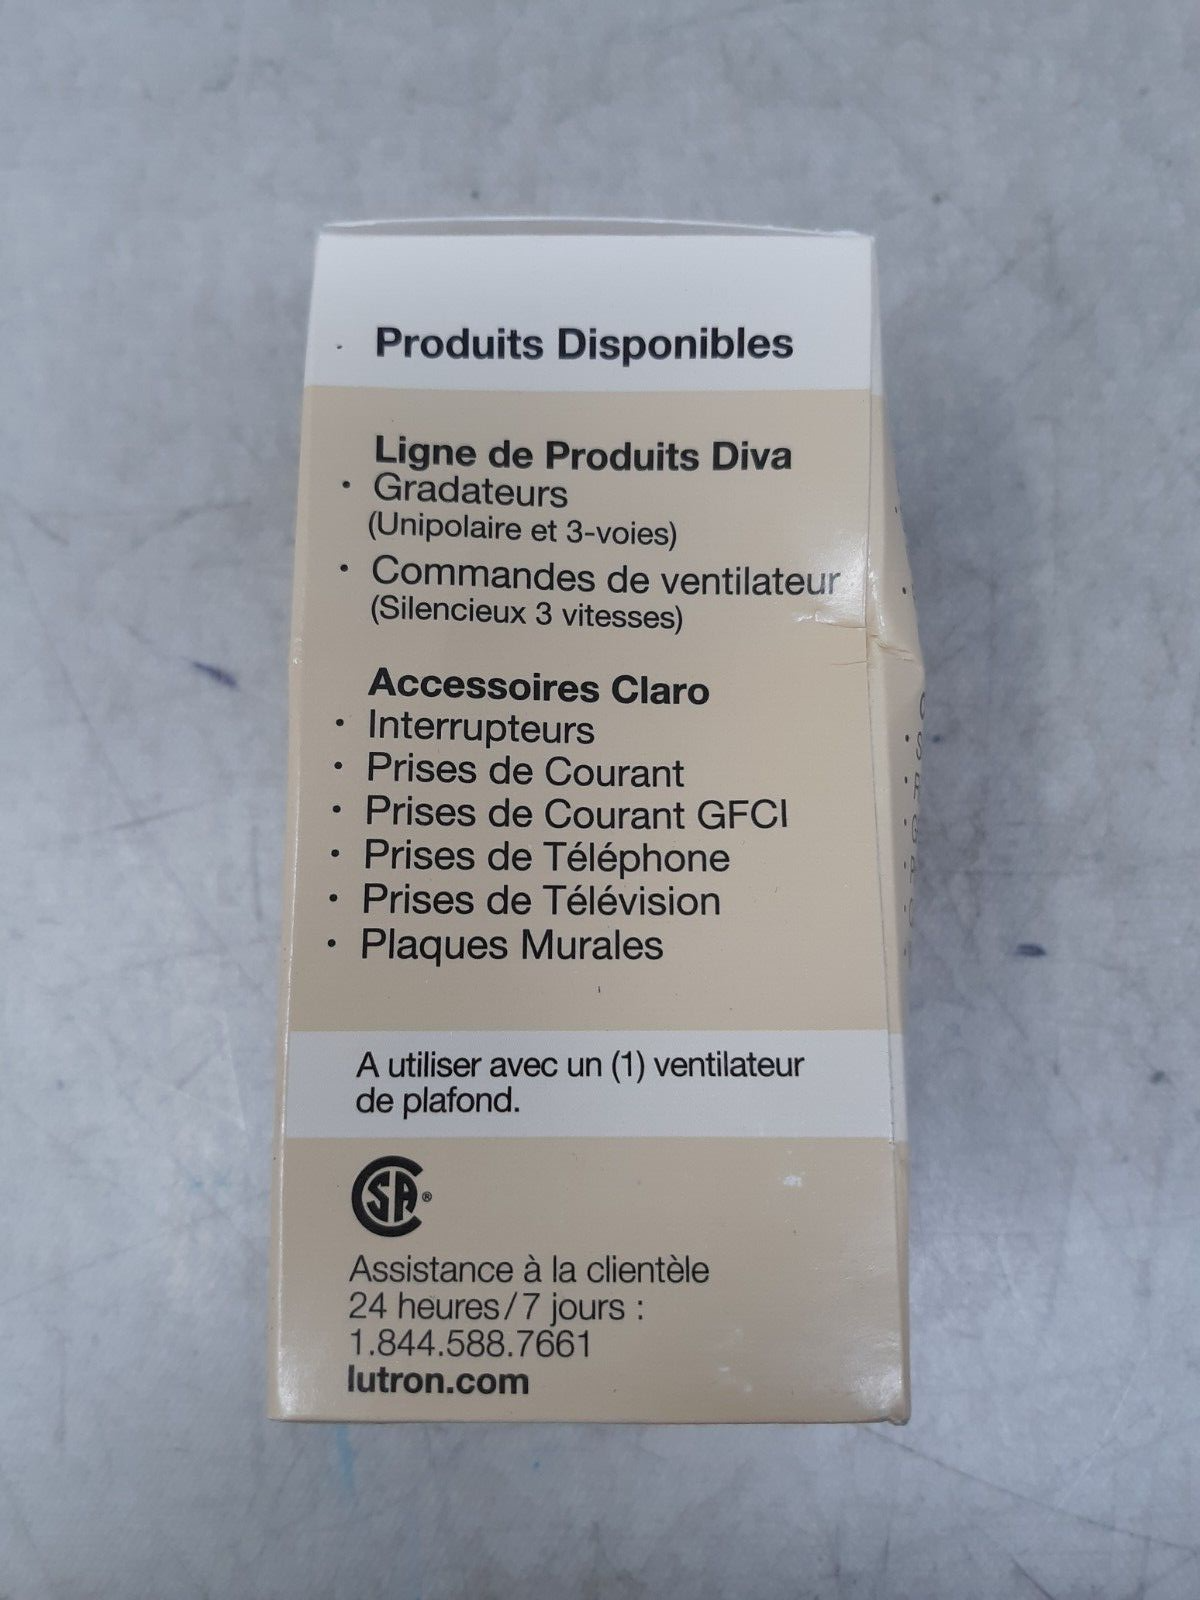 Produits Disponibles
Ligne de Produits Diva
· Gradateurs
(Unipolaire et 3-voies)
· Commandes de ventilateur
(Silencieux 3 vitesses)
Accessoires Claro
· Interrupteurs
· Prises de Courant
· Prises de Courant GFCI
· Prises de Téléphone
· Prises de Télévision
· Plaques Murales
A utiliser avec un (1) ventilateur
de plafond.
CSA®
Assistance à la clientèle
24 heures/7 jours :
1.844.588.7661
lutron.com